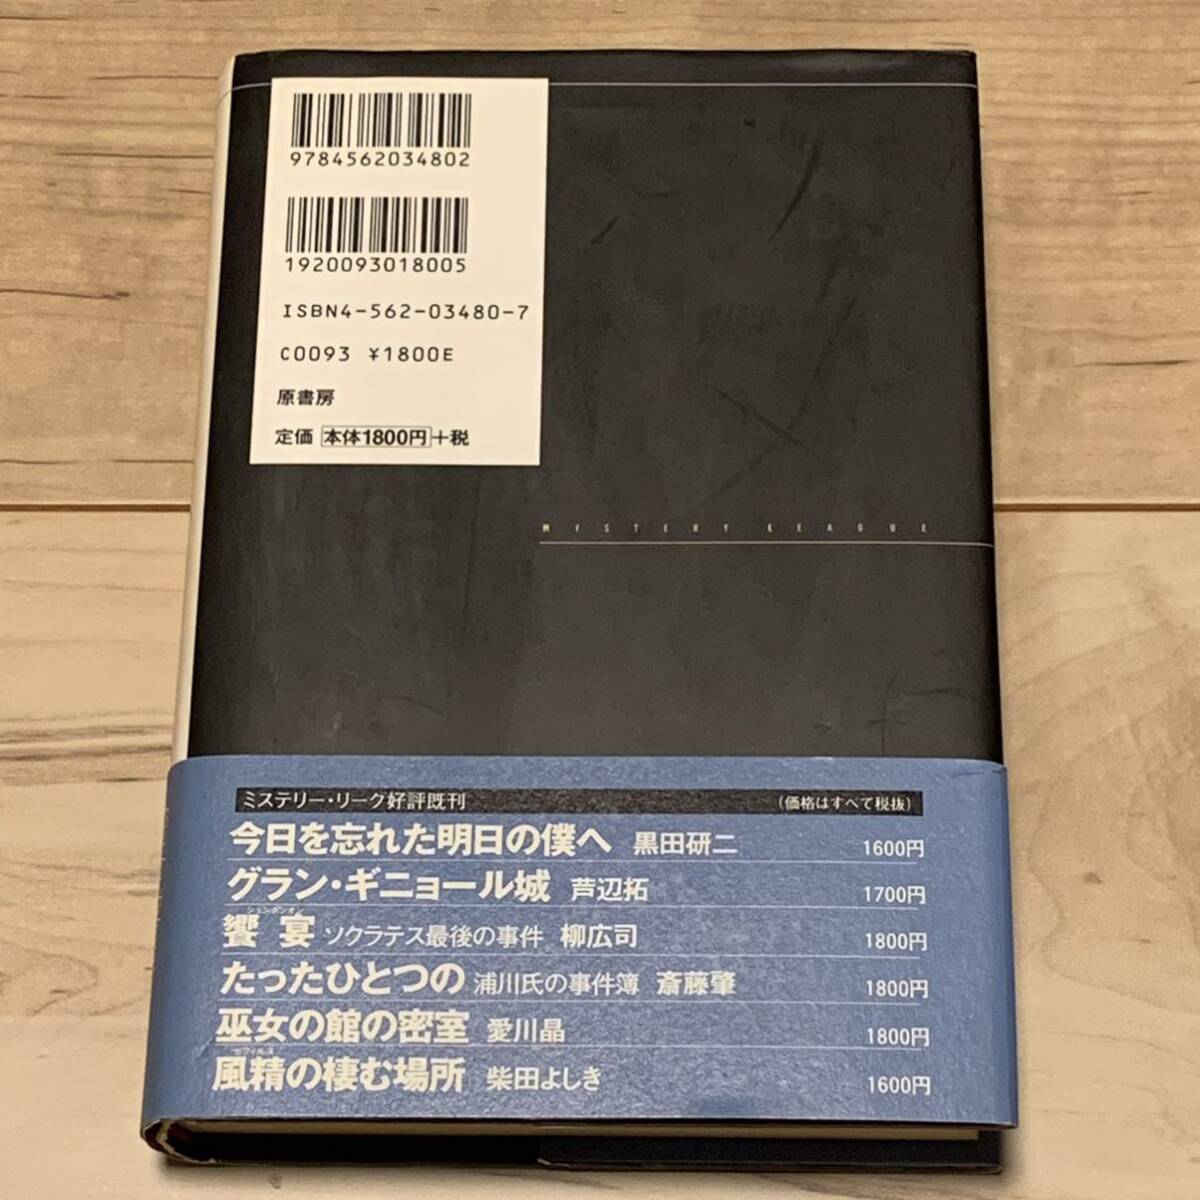 9784562034802
1920093018005
ISBN4-562-03480-7
C0093 ¥1800E
原書房
定価 本体1800円+税
MYSTERY LEAGUE
ミステリー・リーグ好評既刊 (価格はすべて税抜)
今日を忘れた明日の僕へ 黒田研二 1600円
グラン・ギニョール城 芦辺拓 1700円
シュンポシオン
饗宴 ソクラテス最後の事件 柳広司 1800円
たったひとつの 浦川氏の事件簿 斎藤肇 1800円
巫女の館の密室 愛川晶 1800円
ゼフィルス
風精の棲む場所 柴田よしき 1600円